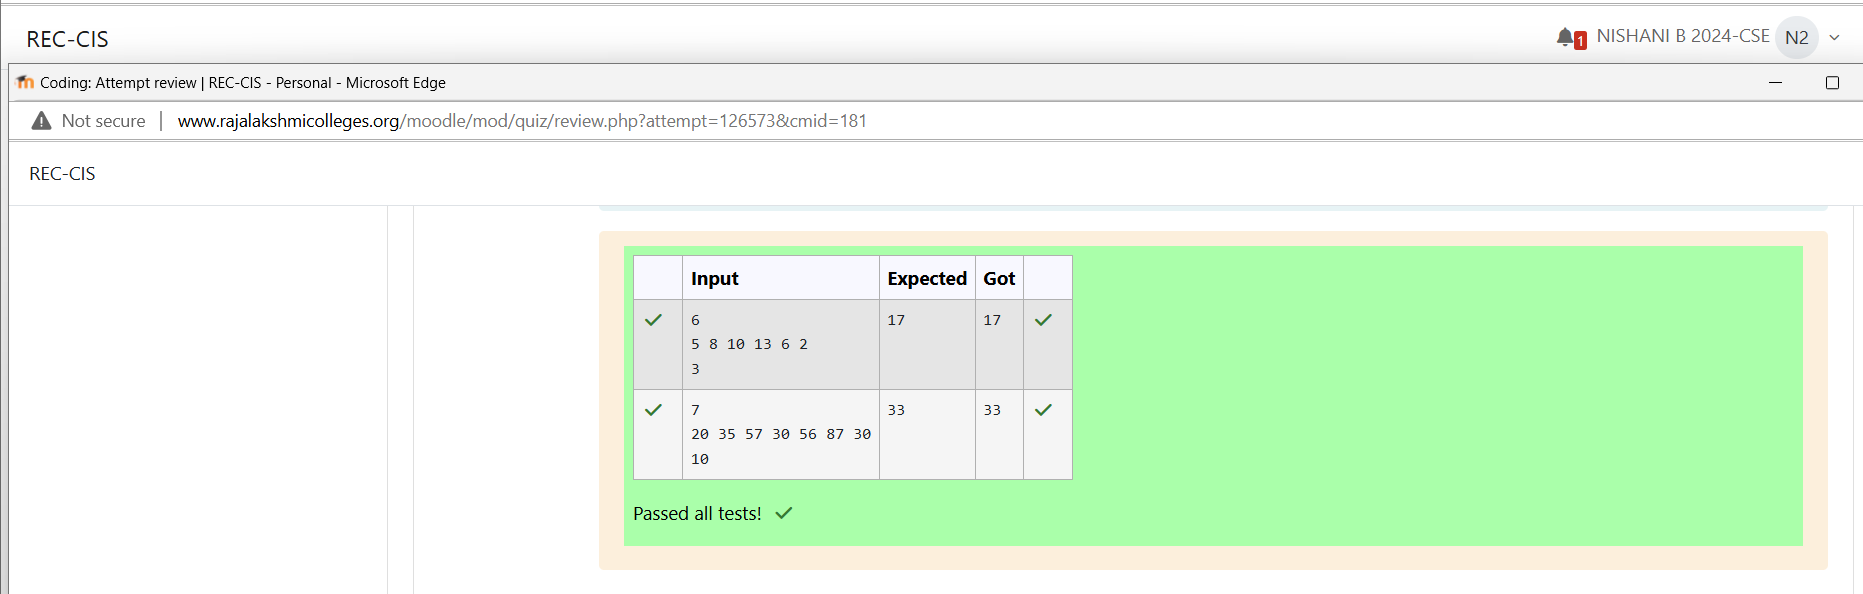 REC-CIS
1 NISHANI B 2024-CSE N2
Coding: Attempt review | REC-CIS - Personal - Microsoft Edge
Not secure | www.rajalakshmicolleges.org/moodle/mod/quiz/review.php?attempt=126573&cmid=181
REC-CIS
Input Expected Got
6 17 17
5 8 10 13 6 2
3
7 33 33
20 35 57 30 56 87 30
10
Passed all tests!